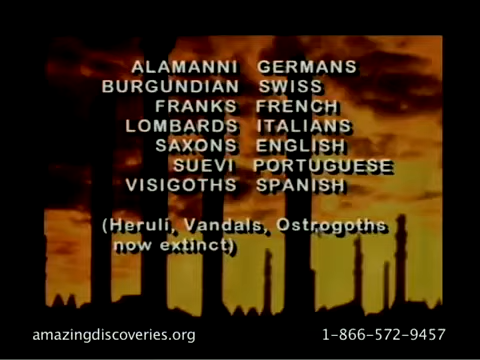 ALAMANNI GERMANS
BURGUNDIAN SWISS
FRANKS FRENCH
LOMBARDS ITALIANS
SAXONS ENGLISH
SUEVI PORTUGUESE
VISIGOTHS SPANISH
(Heruli, Vandals, Ostrogoths
now extinct)
amazingdiscoveries.org 1-866-572-9457